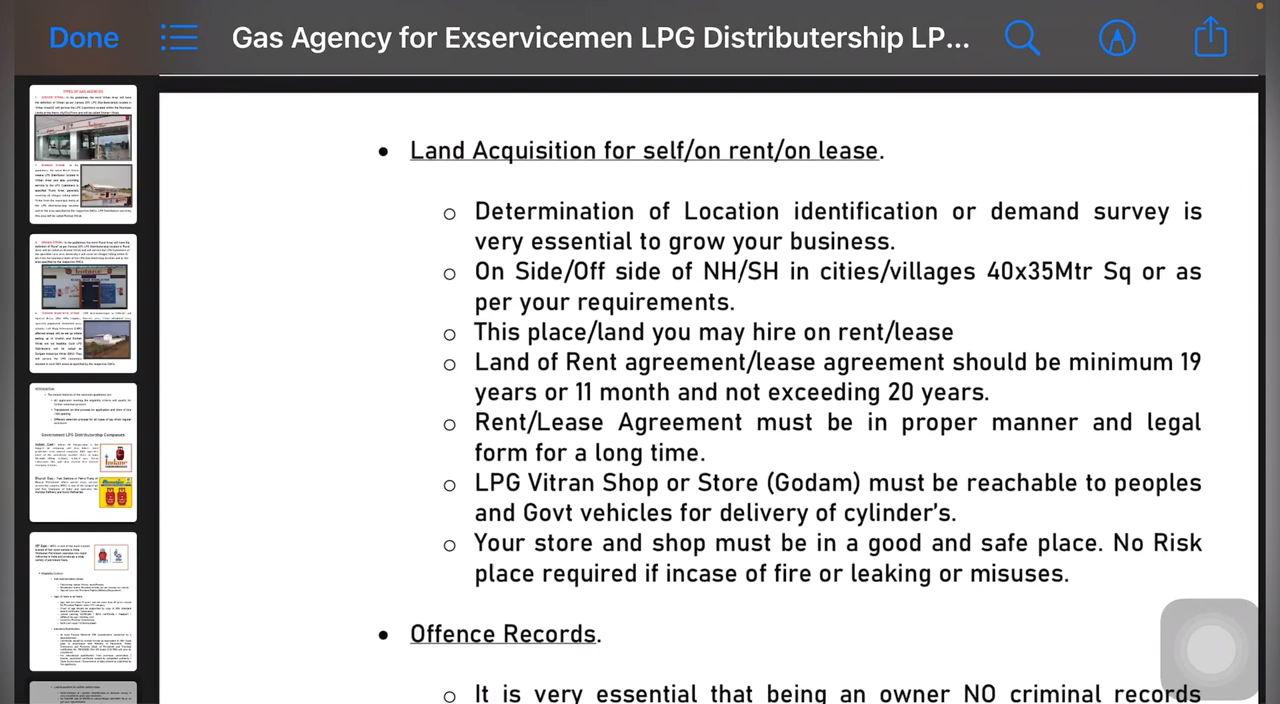 Done
Gas Agency for Exservicemen LPG Distributership LP...
• Land Acquisition for self/on rent/on lease.
o Determination of Location identification or demand survey is
very essential to grow your business.
o On Side/Off side of NH/SH in cities/villages 40x35Mtr Sq or as
per your requirements.
o This place/land you may hire on rent/lease
o Land of Rent agreement/lease agreement should be minimum 19
years or 11 month and not exceeding 20 years.
o Rent/Lease Agreement must be in proper manner and legal
form for a long time.
o LPG Vitran Shop or Store (Godam) must be reachable to peoples
and Govt vehicles for delivery of cylinder's.
o Your store and shop must be in a good and safe place. No Risk
place required if incase of fire or leaking or misuses.
• Offence Records.
o It is very essential that being an owner NO criminal records